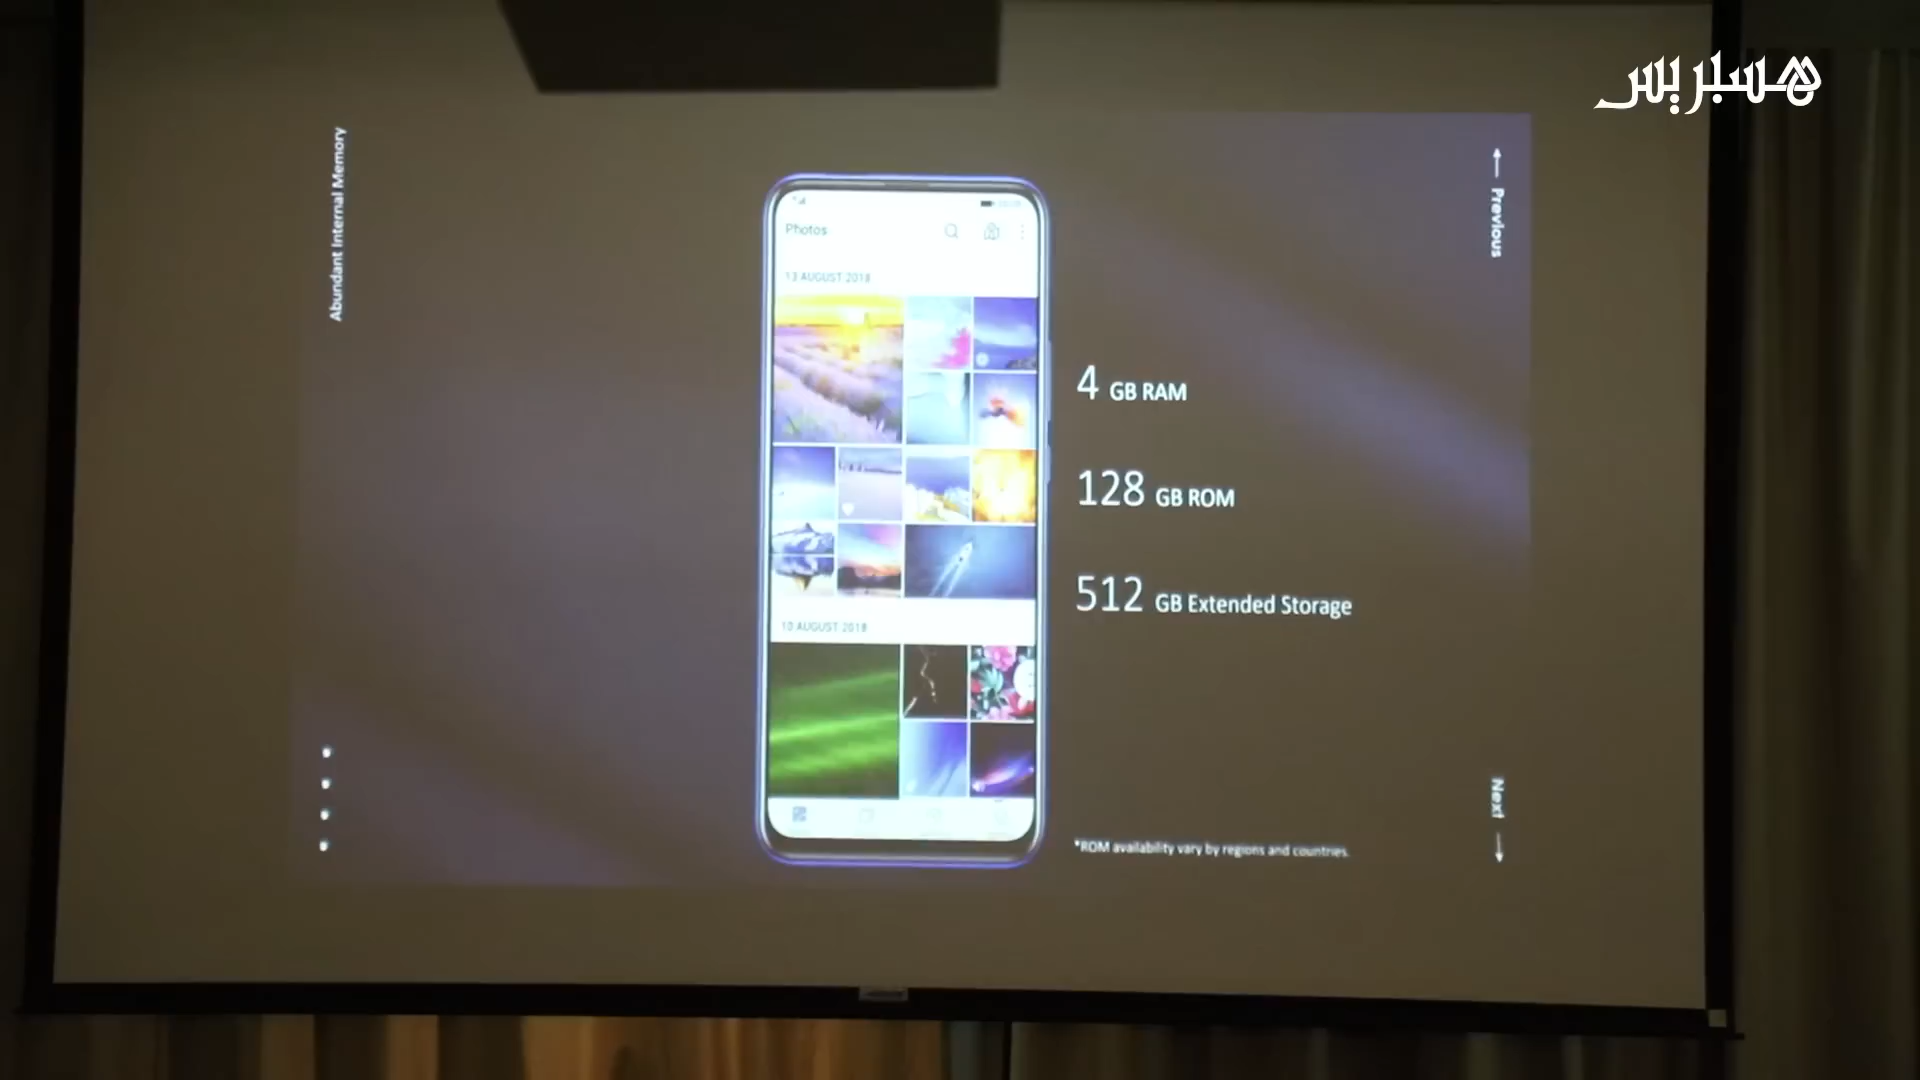 هسبريس
Abundant Internal Memory
Previous
Photos
13 AUGUST 2018
4 GB RAM
128 GB ROM
512 GB Extended Storage
10 AUGUST 2018
*ROM availability vary by regions and countries.
Next